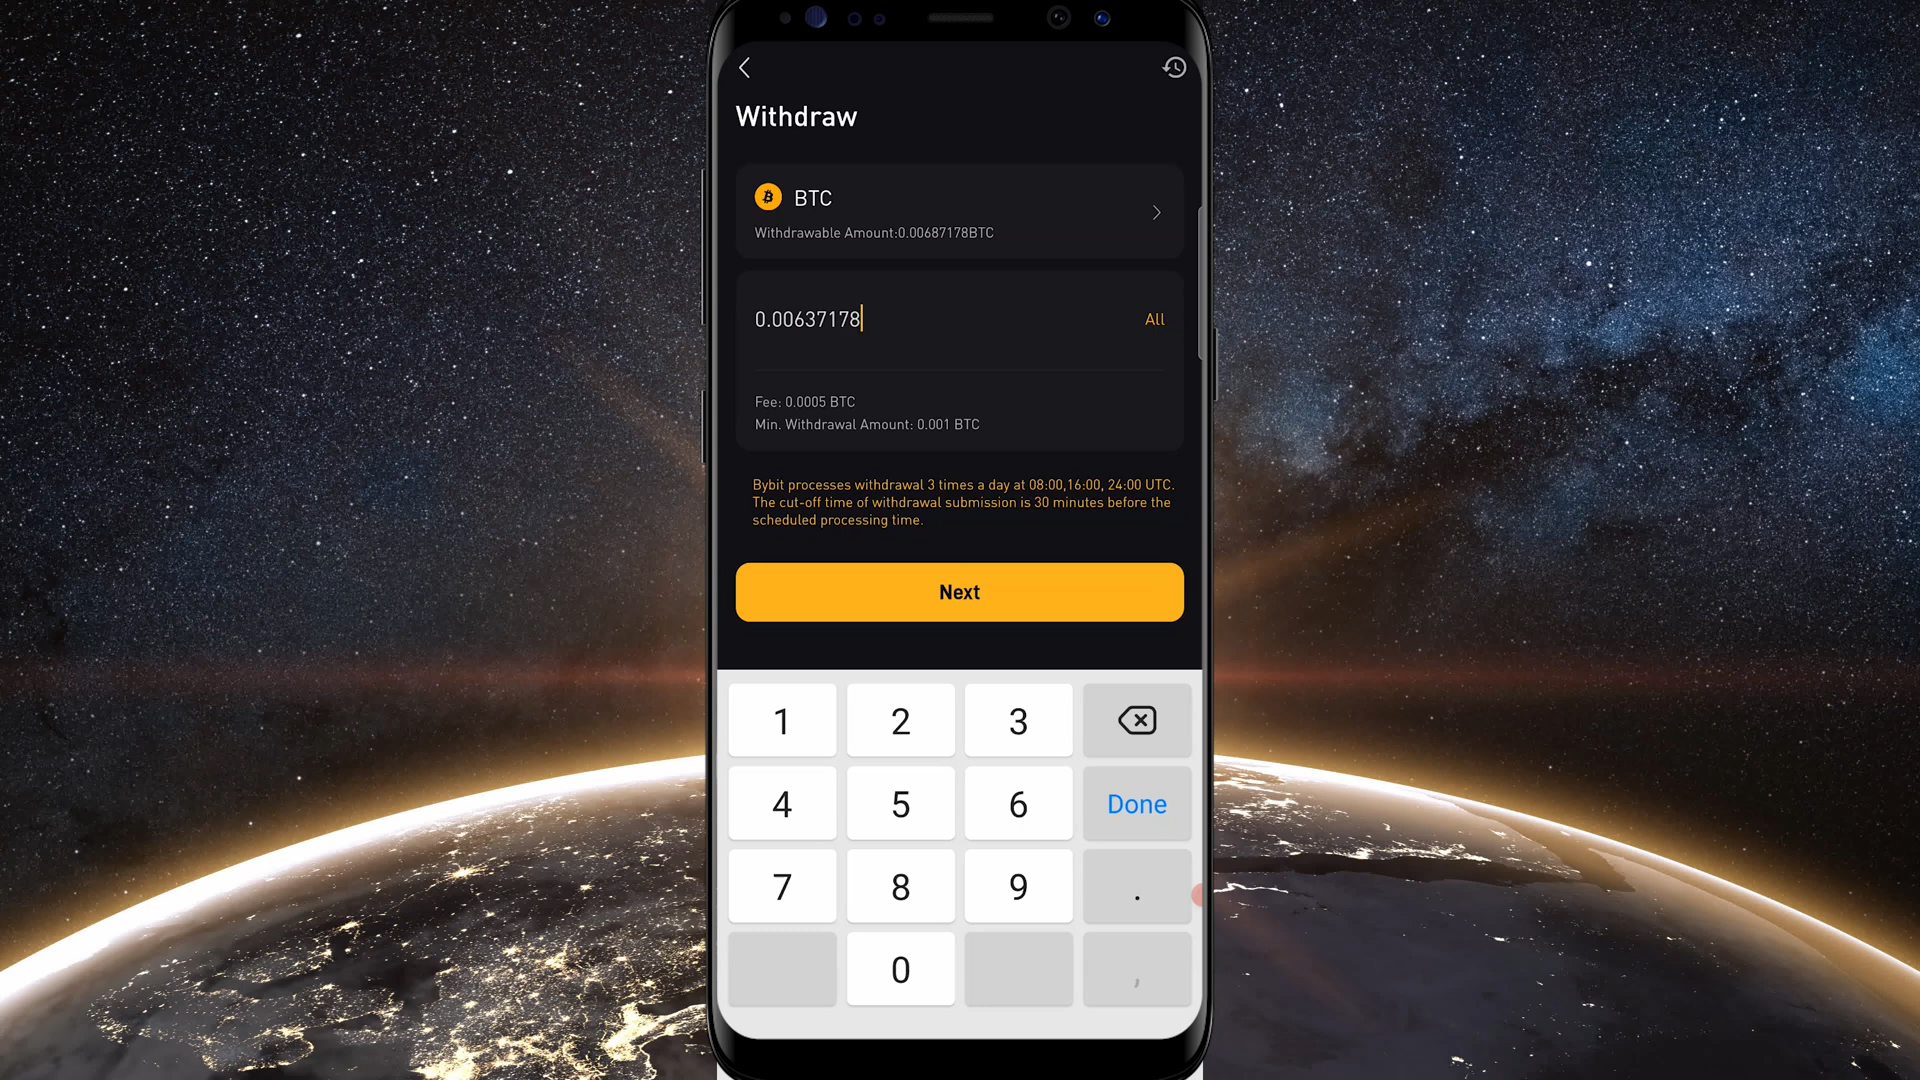 Withdraw
BTC
Withdrawable Amount:0.00687178BTC
0.00637178
All
Fee: 0.0005 BTC
Min. Withdrawal Amount: 0.001 BTC
Bybit processes withdrawal 3 times a day at 08:00,16:00, 24:00 UTC.
The cut-off time of withdrawal submission is 30 minutes before the
scheduled processing time.
Next
1 2 3
4 5 6 Done
7 8 9 .
0 ,